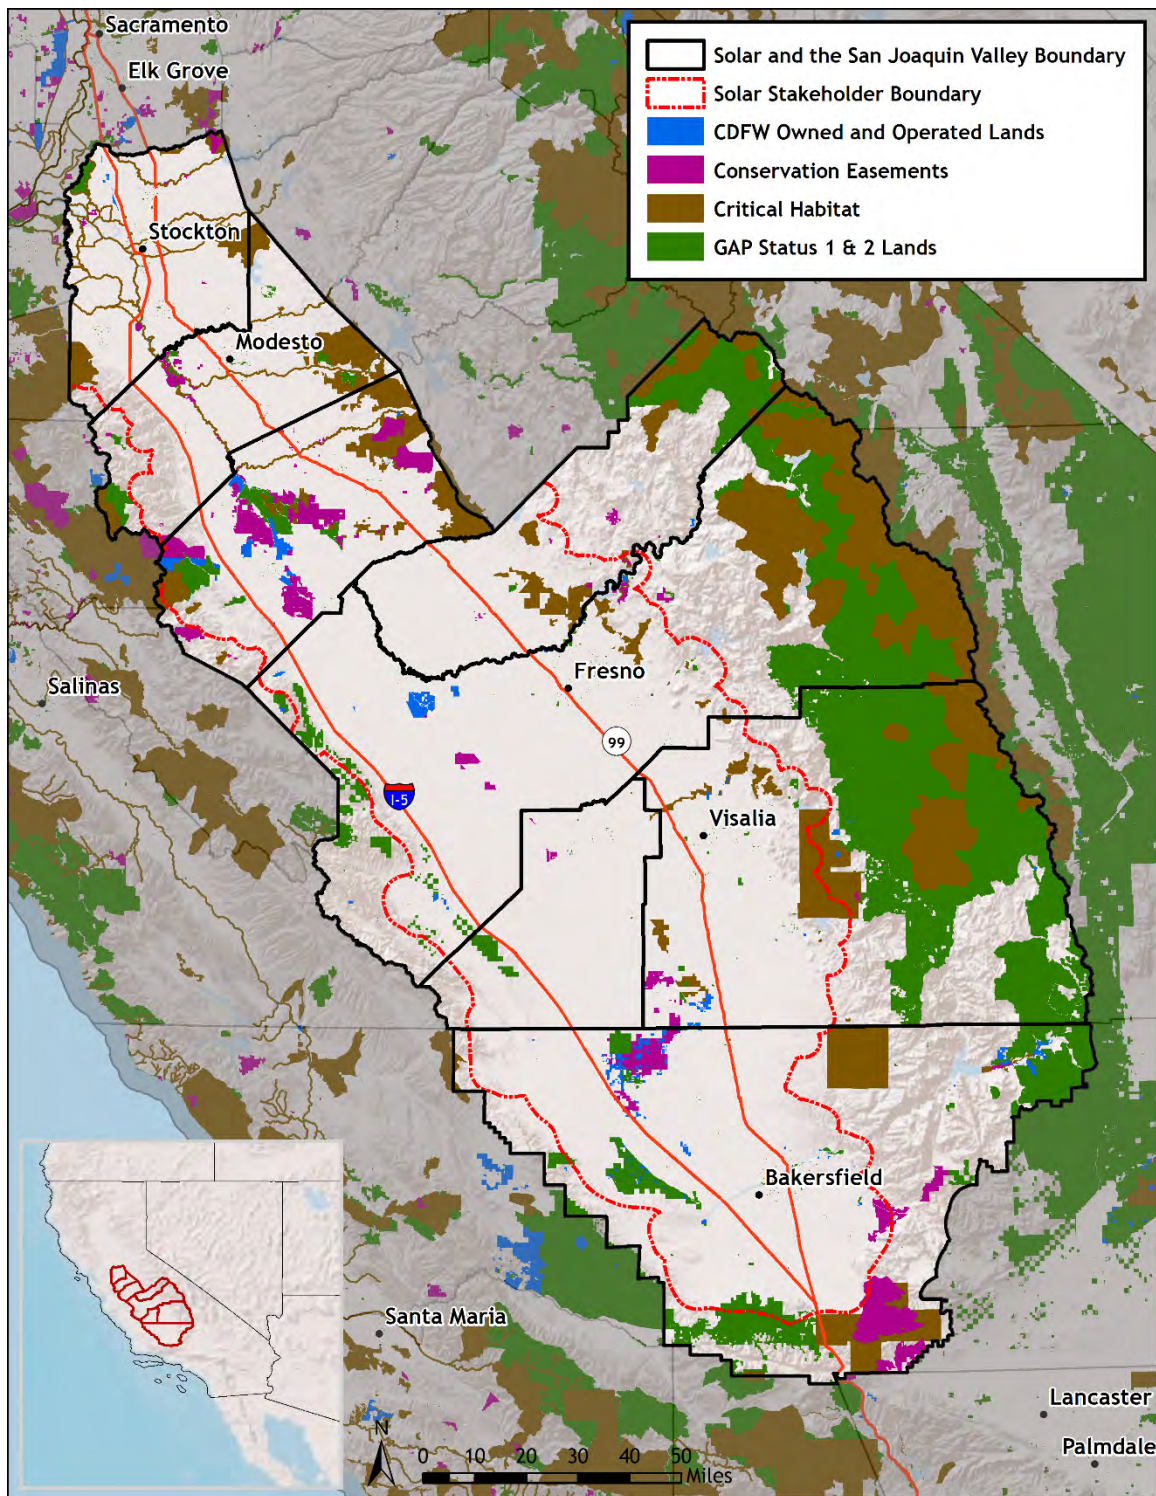 Sacramento
Elk Grove
Solar and the San Joaquin Valley Boundary
Solar Stakeholder Boundary
CDFW Owned and Operated Lands
Conservation Easements
Critical Habitat
GAP Status 1 & 2 Lands
Stockton
Modesto
Salinas
Fresno
99
I-5
Visalia
Bakersfield
Santa Maria
Lancaster
Palmdale
N
0 10 20 30 40 50
Miles